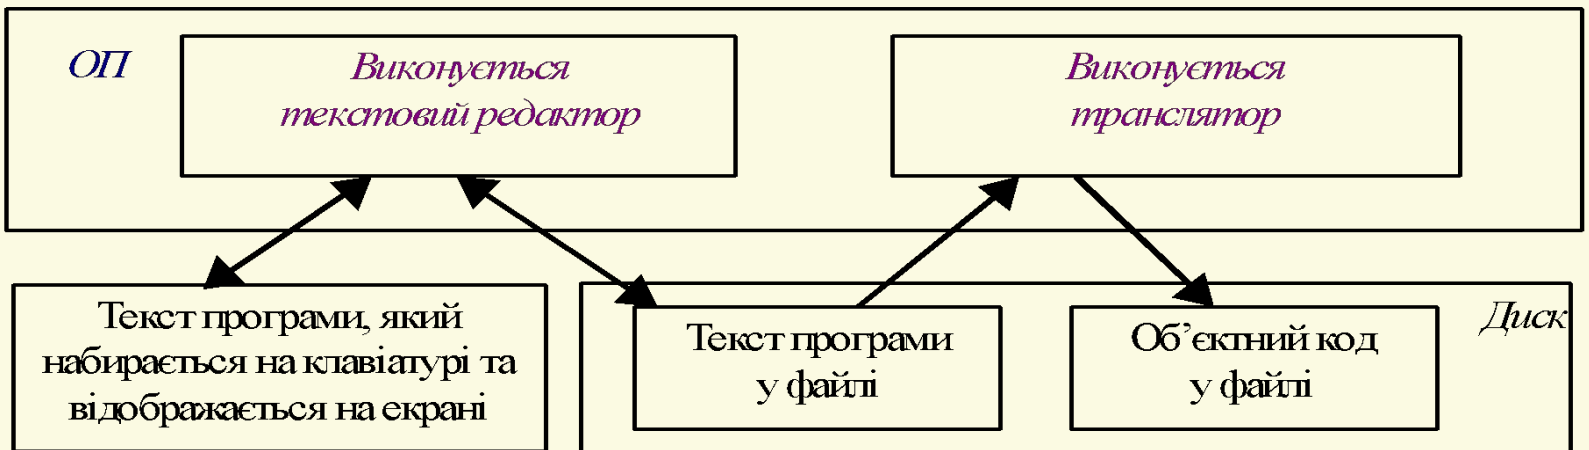 ОП
Виконується
текстовий редактор
Виконується
транслятор
Текст програми, який
набирається на клавіатурі та
відображається на екрані
Текст програми
у файлі
Об’єктний код
у файлі
Диск